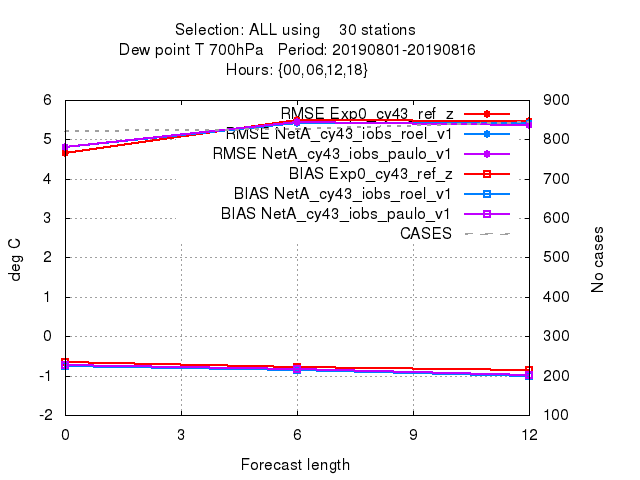 Selection: ALL using 30 stations
Dew point T 700hPa Period: 20190801-20190816
Hours: {00,06,12,18}
6 900
RMSE Exp0_cy43_ref_z
RMSE NetA_cy43_iobs_roel_v1
5 800
RMSE NetA_cy43_iobs_paulo_v1
BIAS Exp0_cy43_ref_z
4 700
BIAS NetA_cy43_iobs_roel_v1
BIAS NetA_cy43_iobs_paulo_v1
3 600
CASES
2 500
1 400
0 300
-1 200
-2 100
deg C
No cases
0 3 6 9 12
Forecast length